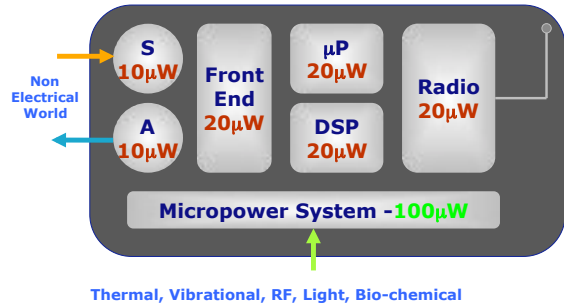 S
10μW
A
10μW
Front
End
20μW
μP
20μW
DSP
20μW
Radio
20μW
Non
Electrical
World
Micropower System -100μW
Thermal, Vibrational, RF, Light, Bio-chemical